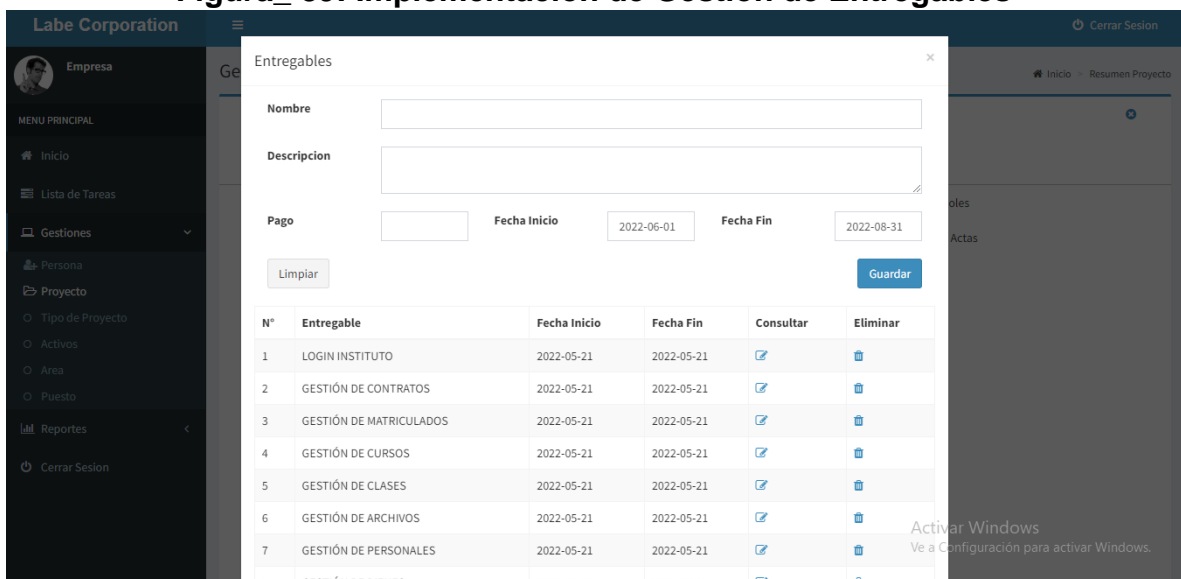 Labe Corporation
Cerrar Sesion
Empresa
Ge
Inicio > Resumen Proyecto
MENU PRINCIPAL
Inicio
Lista de Tareas
Gestiones
Persona
Proyecto
Tipo de Proyecto
Activos
Area
Puesto
Reportes
Cerrar Sesion
Entregables
×
Nombre
Descripcion
Pago
Fecha Inicio 2022-06-01
Fecha Fin 2022-08-31
oles
Actas
Limpiar
Guardar
N° Entregable Fecha Inicio Fecha Fin Consultar Eliminar
1 LOGIN INSTITUTO 2022-05-21 2022-05-21
2 GESTIÓN DE CONTRATOS 2022-05-21 2022-05-21
3 GESTIÓN DE MATRICULADOS 2022-05-21 2022-05-21
4 GESTIÓN DE CURSOS 2022-05-21 2022-05-21
5 GESTIÓN DE CLASES 2022-05-21 2022-05-21
6 GESTIÓN DE ARCHIVOS 2022-05-21 2022-05-21
7 GESTIÓN DE PERSONALES 2022-05-21 2022-05-21
Activar Windows
Ve a Configuración para activar Windows.